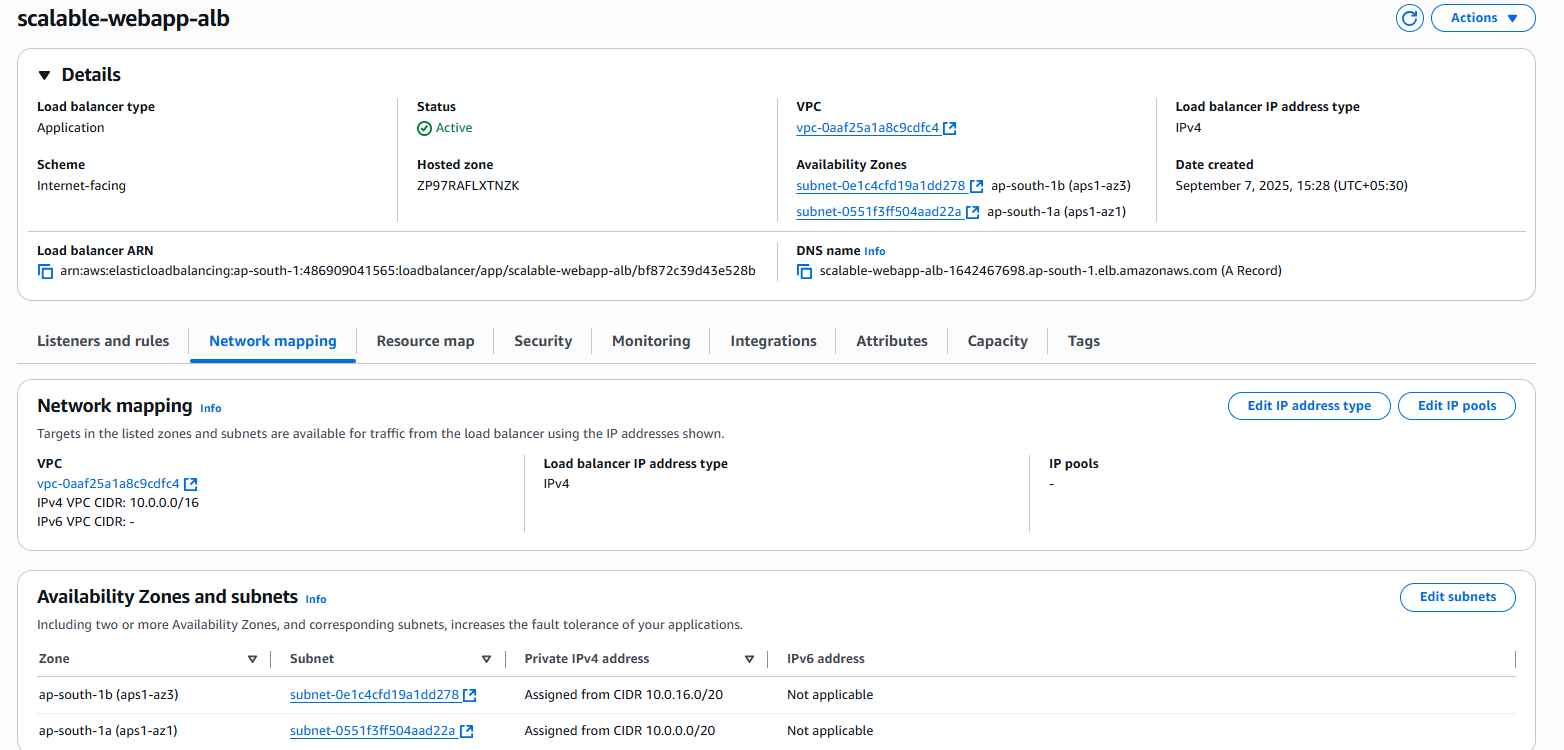 scalable-webapp-alb
Actions
Details
Load balancer type
Application
Status
Active
VPC
vpc-0aaf25a1a8c9cdfc4
Load balancer IP address type
IPv4
Scheme
Internet-facing
Hosted zone
ZP97RAFLXTNZK
Availability Zones
subnet-0e1c4cfd19a1dd278 ap-south-1b (aps1-az3)
subnet-0551f3ff504aad22a ap-south-1a (aps1-az1)
Date created
September 7, 2025, 15:28 (UTC+05:30)
Load balancer ARN
arn:aws:elasticloadbalancing:ap-south-1:486909041565:loadbalancer/app/scalable-webapp-alb/bf872c39d43e528b
DNS name Info
scalable-webapp-alb-1642467698.ap-south-1.elb.amazonaws.com (A Record)
Listeners and rules Network mapping Resource map Security Monitoring Integrations Attributes Capacity Tags
Network mapping Info
Edit IP address type Edit IP pools
Targets in the listed zones and subnets are available for traffic from the load balancer using the IP addresses shown.
VPC
vpc-0aaf25a1a8c9cdfc4
IPv4 VPC CIDR: 10.0.0.0/16
IPv6 VPC CIDR: -
Load balancer IP address type
IPv4
IP pools
-
Availability Zones and subnets Info
Edit subnets
Including two or more Availability Zones, and corresponding subnets, increases the fault tolerance of your applications.
Zone Subnet Private IPv4 address IPv6 address
ap-south-1b (aps1-az3) subnet-0e1c4cfd19a1dd278 Assigned from CIDR 10.0.16.0/20 Not applicable
ap-south-1a (aps1-az1) subnet-0551f3ff504aad22a Assigned from CIDR 10.0.0.0/20 Not applicable